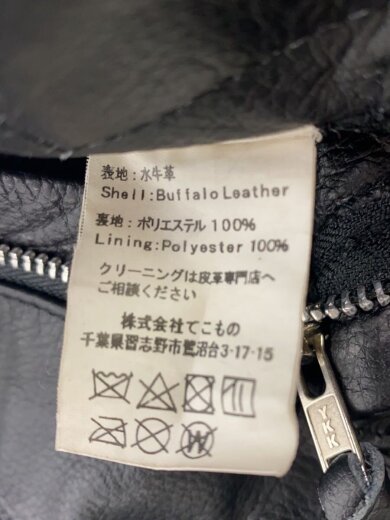 表地:水牛革
Shell:Buffalo Leather
裏地:ポリエステル100%
Lining:Polyester 100%
クリーニングは皮革専門店へ
ご相談ください
株式会社てこもの
千葉県習志野市鷺沼台3-17-15
W
YKK